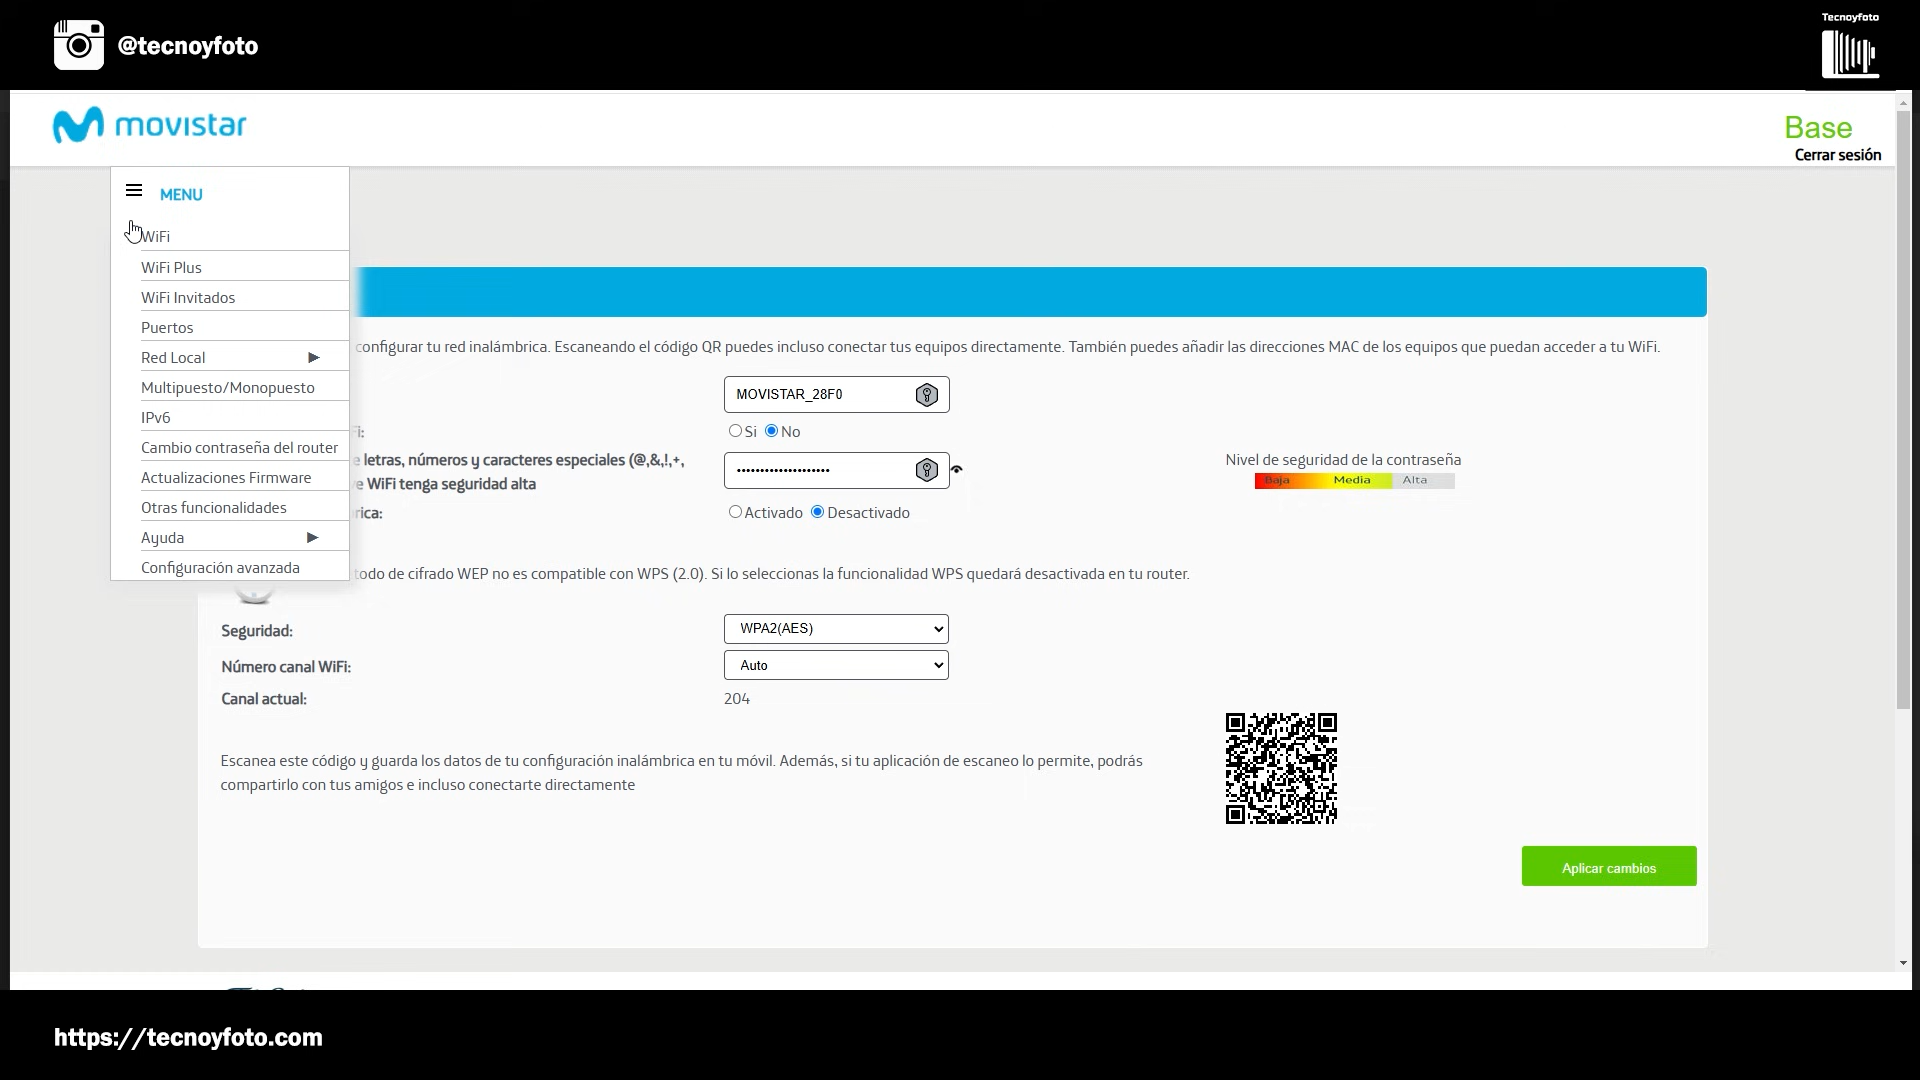 @tecnoyfoto
Tecnoyfoto
movistar
Base
Cerrar sesión
MENU
WiFi
WiFi Plus
WiFi Invitados
Puertos
Red Local
Multipuesto/Monopuesto
IPv6
Cambio contraseña del router
Actualizaciones Firmware
Otras funcionalidades
Ayuda
Configuración avanzada
configurar tu red inalámbrica. Escaneando el código QR puedes incluso conectar tus equipos directamente. También puedes añadir las direcciones MAC de los equipos que puedan acceder a tu WiFi.
MOVISTAR_28F0
Fi: Si No
e letras, números y caracteres especiales (@,&,!,+,
ve WiFi tenga seguridad alta
Nivel de seguridad de la contraseña
Baja Media Alta
rica: Activado Desactivado
todo de cifrado WEP no es compatible con WPS (2.0). Si lo seleccionas la funcionalidad WPS quedará desactivada en tu router.
Seguridad: WPA2(AES)
Número canal WiFi: Auto
Canal actual: 204
Escanea este código y guarda los datos de tu configuración inalámbrica en tu móvil. Además, si tu aplicación de escaneo lo permite, podrás
compartirlo con tus amigos e incluso conectarte directamente
Aplicar cambios
https://tecnoyfoto.com